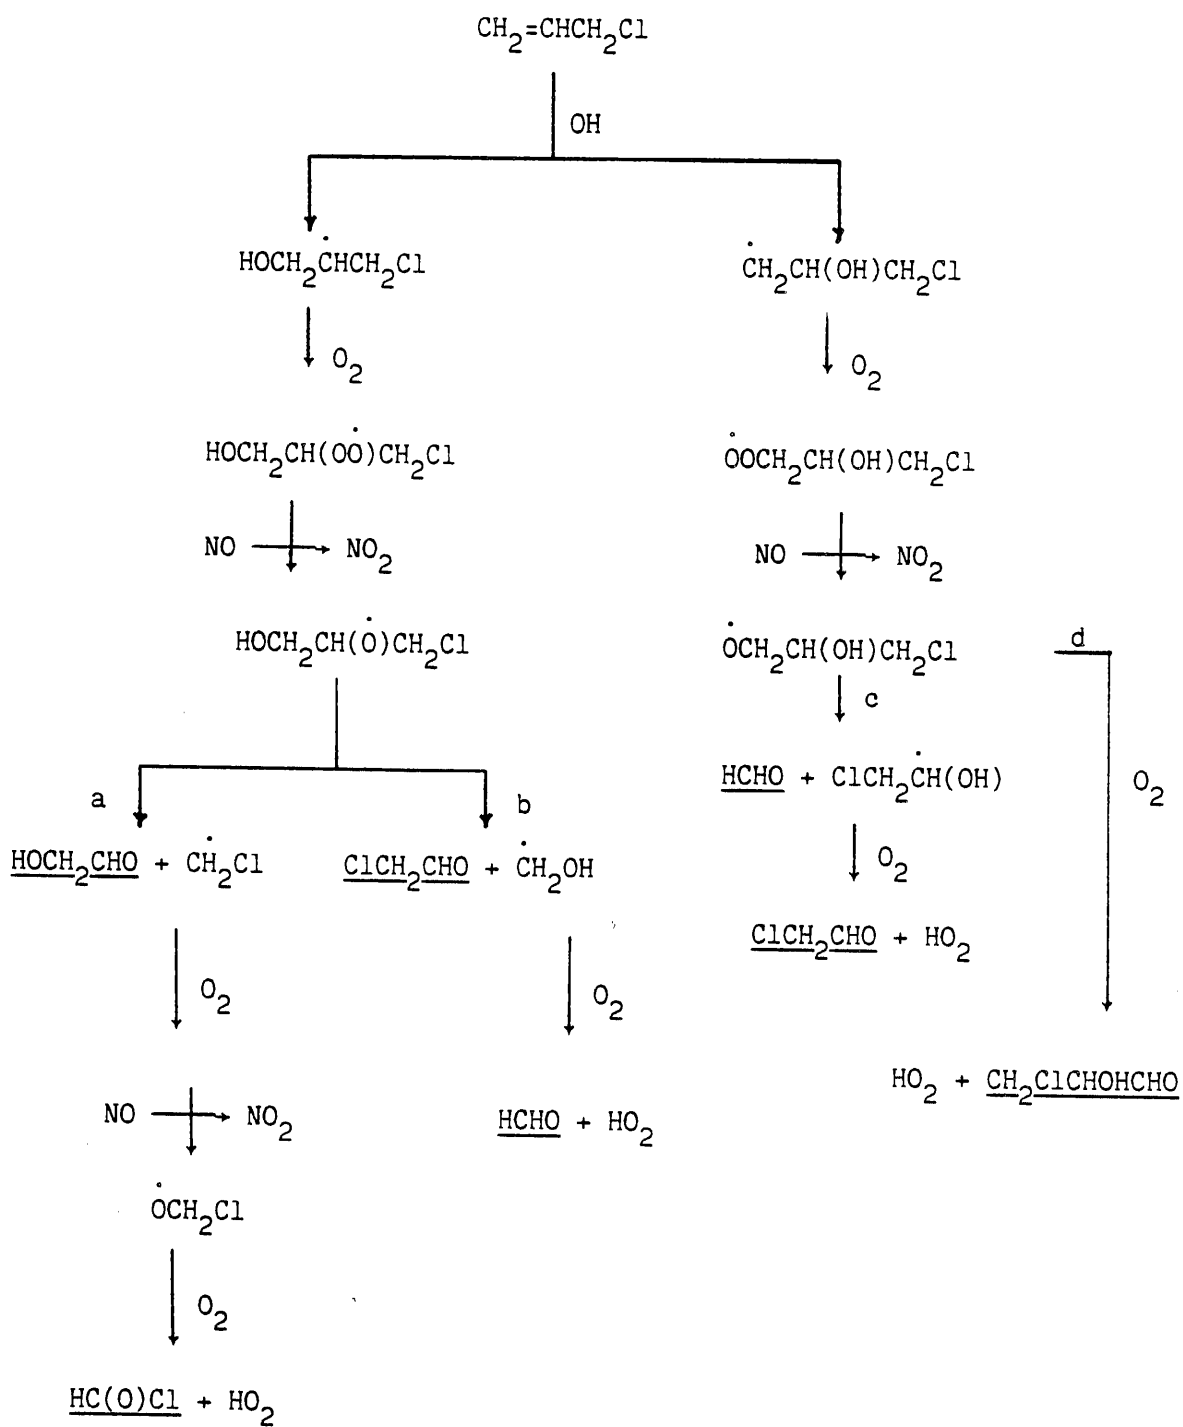 CH2=CHCH2Cl
OH
HOCH2ĊHCH2Cl
ĊH2CH(OH)CH2Cl
O2
O2
HOCH2CH(OȮ)CH2Cl
ȮOCH2CH(OH)CH2Cl
NO NO2
NO NO2
HOCH2CH(Ȯ)CH2Cl
ȮCH2CH(OH)CH2Cl
d
c
HCHO + ClCH2ĊH(OH)
O2
a
b
HOCH2CHO + ĊH2Cl
ClCH2CHO + ĊH2OH
O2
ClCH2CHO + HO2
O2
O2
HO2 + CH2ClCHOHCHO
NO NO2
HCHO + HO2
ȮCH2Cl
O2
HC(O)Cl + HO2